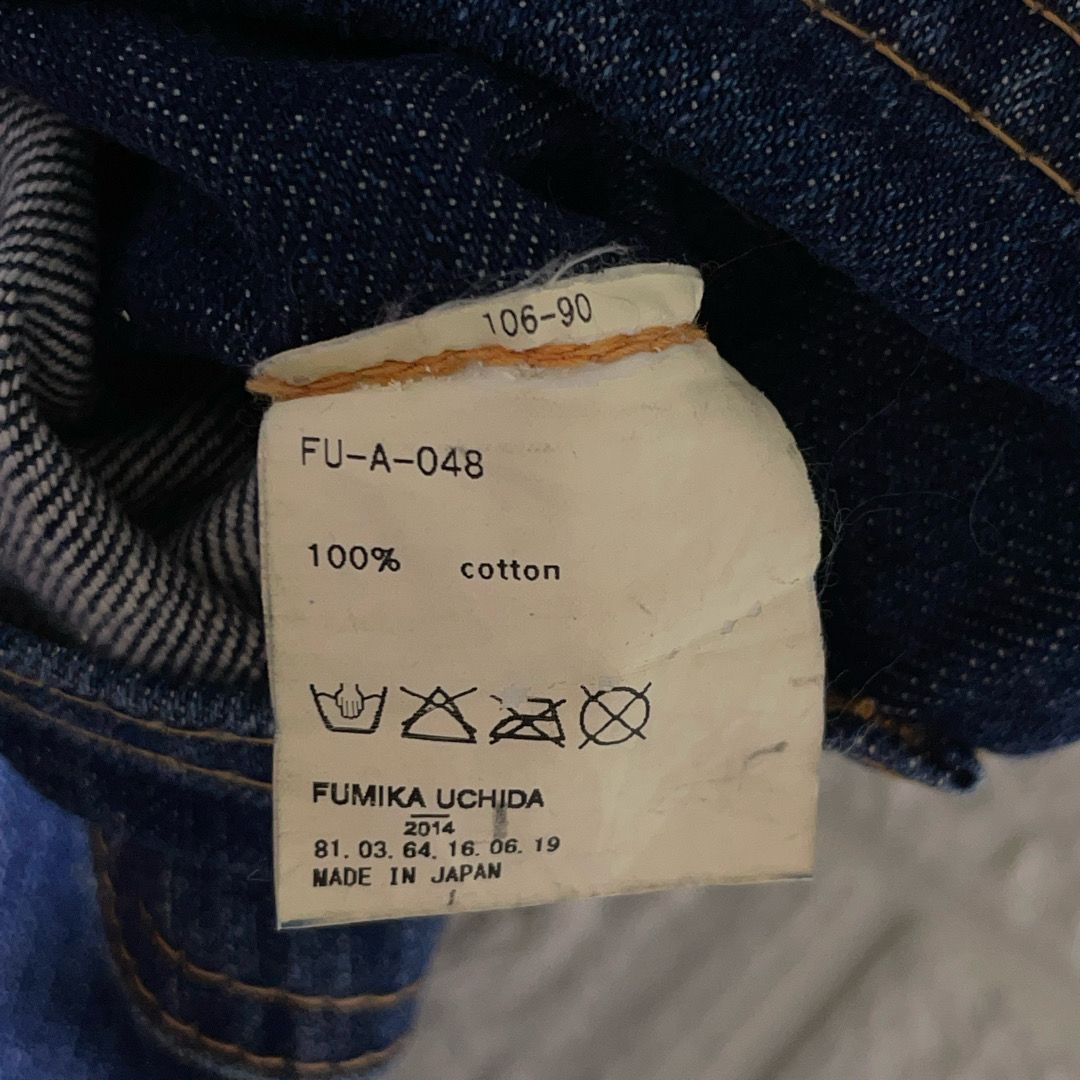 106-90
FU-A-048
100% cotton
FUMIKA UCHIDA
2014
81. 03. 64. 16. 06. 19
MADE IN JAPAN